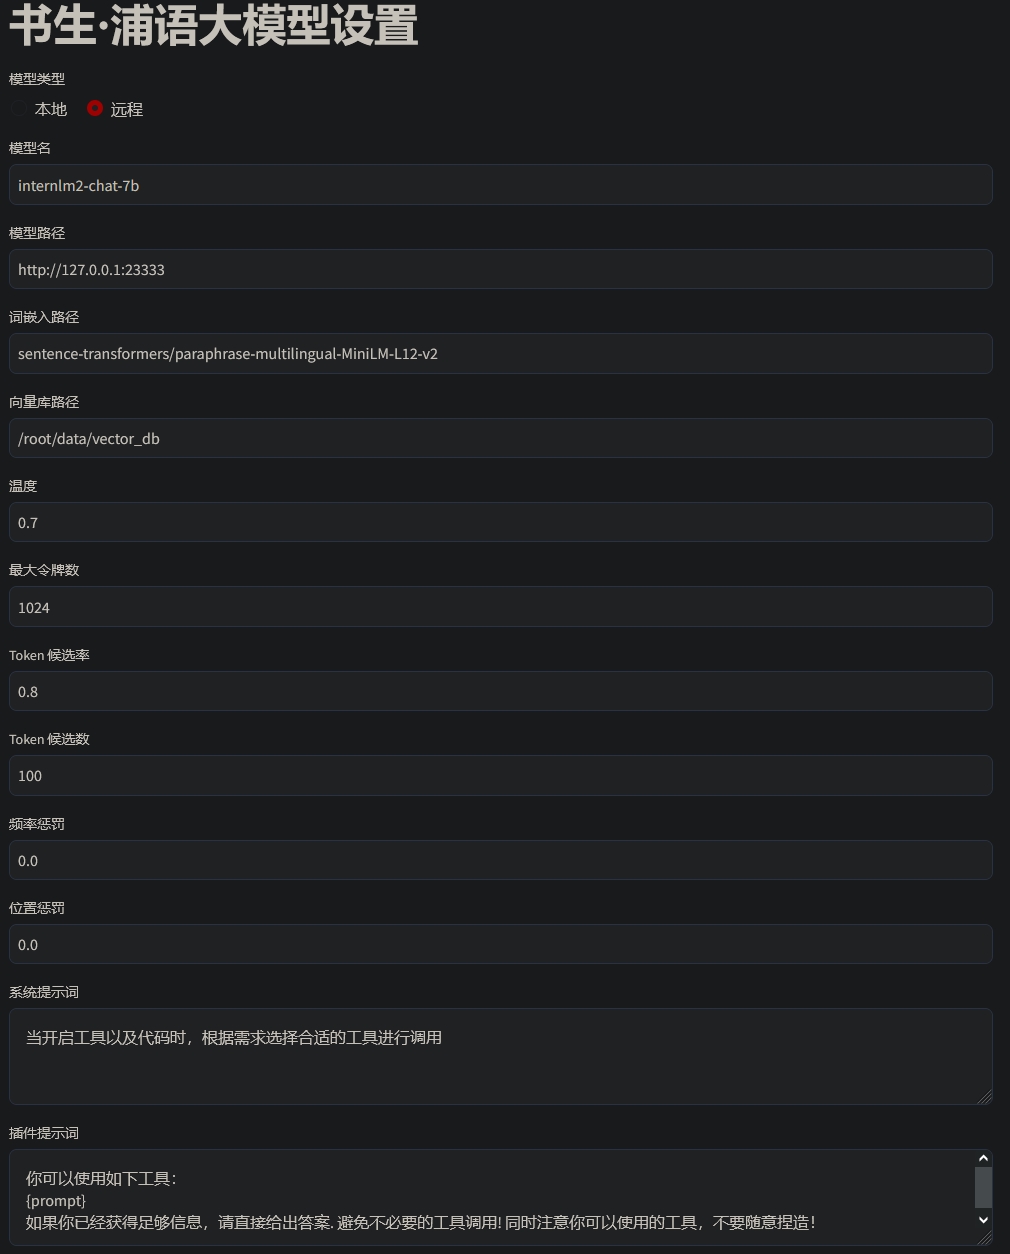 书生·浦语大模型设置
模型类型
本地 远程
模型名
internlm2-chat-7b
模型路径
http://127.0.0.1:23333
词嵌入路径
sentence-transformers/paraphrase-multilingual-MiniLM-L12-v2
向量库路径
/root/data/vector_db
温度
0.7
最大令牌数
1024
Token 候选率
0.8
Token 候选数
100
频率惩罚
0.0
位置惩罚
0.0
系统提示词
当开启工具以及代码时，根据需求选择合适的工具进行调用
插件提示词
你可以使用如下工具：
{prompt}
如果你已经获得足够信息，请直接给出答案. 避免不必要的工具调用! 同时注意你可以使用的工具，不要随意捏造！